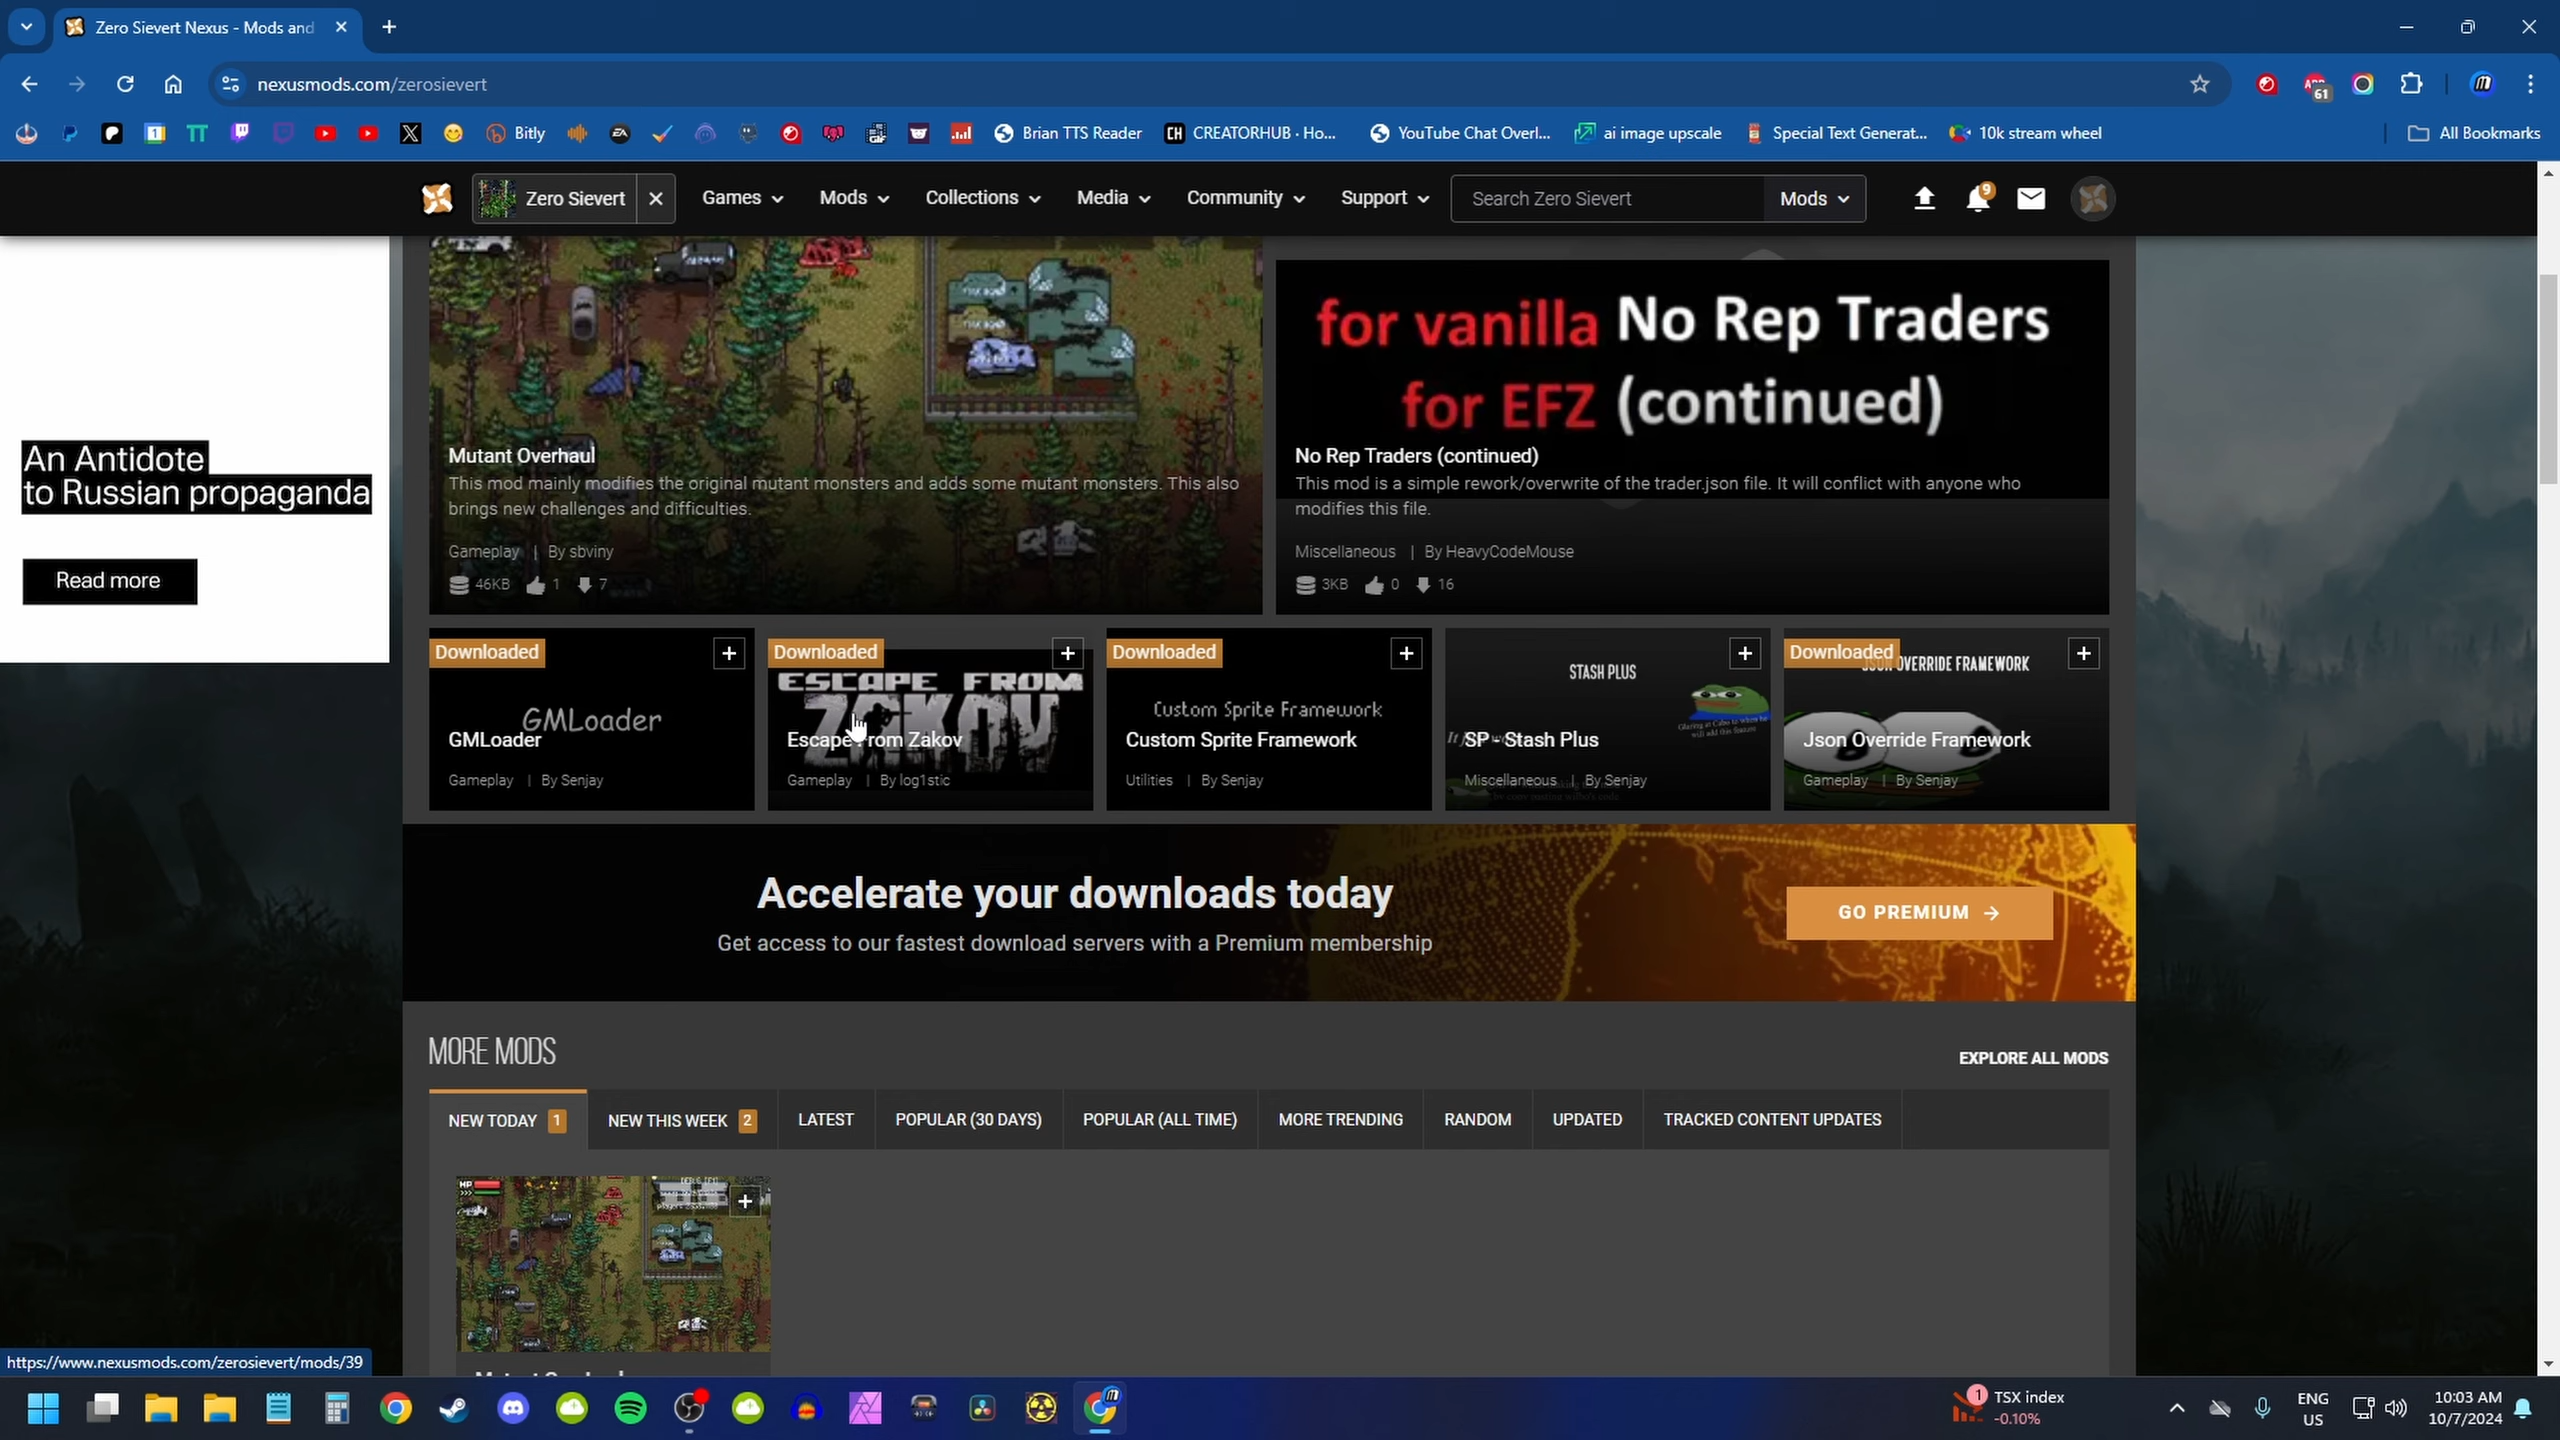 Zero Sievert Nexus - Mods and
nexusmods.com/zerosievert
61
Bitly
Brian TTS Reader
CREATORHUB · Ho...
YouTube Chat Overl...
ai image upscale
Special Text Generat...
10k stream wheel
All Bookmarks
Zero Sievert
Games
Mods
Collections
Media
Community
Support
Search Zero Sievert
Mods
9
An Antidote
to Russian propaganda
Read more
Mutant Overhaul
This mod mainly modifies the original mutant monsters and adds some mutant monsters. This also
brings new challenges and difficulties.
Gameplay | By sbviny
46KB 1 7
for vanilla No Rep Traders
for EFZ (continued)
No Rep Traders (continued)
This mod is a simple rework/overwrite of the trader.json file. It will conflict with anyone who
modifies this file.
Miscellaneous | By HeavyCodeMouse
3KB 0 16
Downloaded
GMLoader
GMLoader
Gameplay | By Senjay
Downloaded
ESCAPE FROM
ZAKOV
Escape From Zakov
Gameplay | By log1stic
Downloaded
Custom Sprite Framework
Custom Sprite Framework
Utilities | By Senjay
STASH PLUS
SP - Stash Plus
Miscellaneous | By Senjay
Downloaded
JSON OVERRIDE FRAMEWORK
Json Override Framework
Gameplay | By Senjay
Accelerate your downloads today
Get access to our fastest download servers with a Premium membership
GO PREMIUM →
MORE MODS
EXPLORE ALL MODS
NEW TODAY 1
NEW THIS WEEK 2
LATEST
POPULAR (30 DAYS)
POPULAR (ALL TIME)
MORE TRENDING
RANDOM
UPDATED
TRACKED CONTENT UPDATES
HP
https://www.nexusmods.com/zerosievert/mods/39
1
TSX index
-0.10%
ENG
US
10:03 AM
10/7/2024